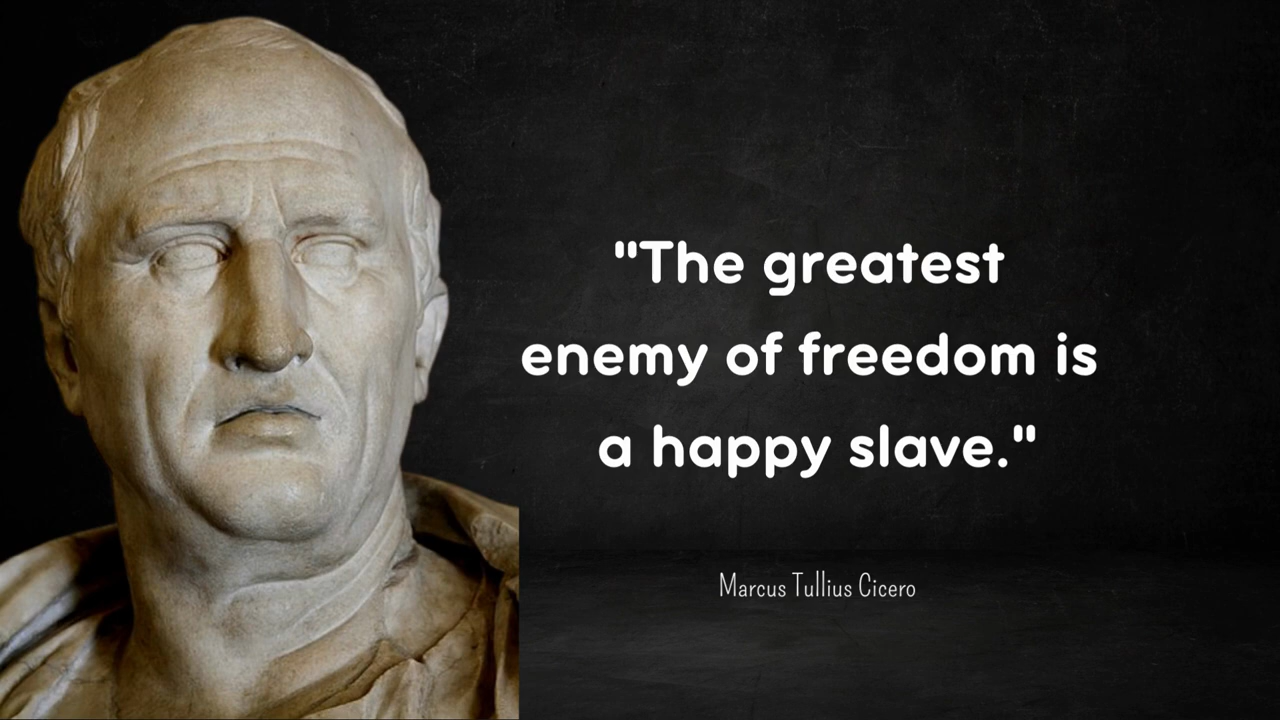 "The greatest
enemy of freedom is
a happy slave."
Marcus Tullius Cicero